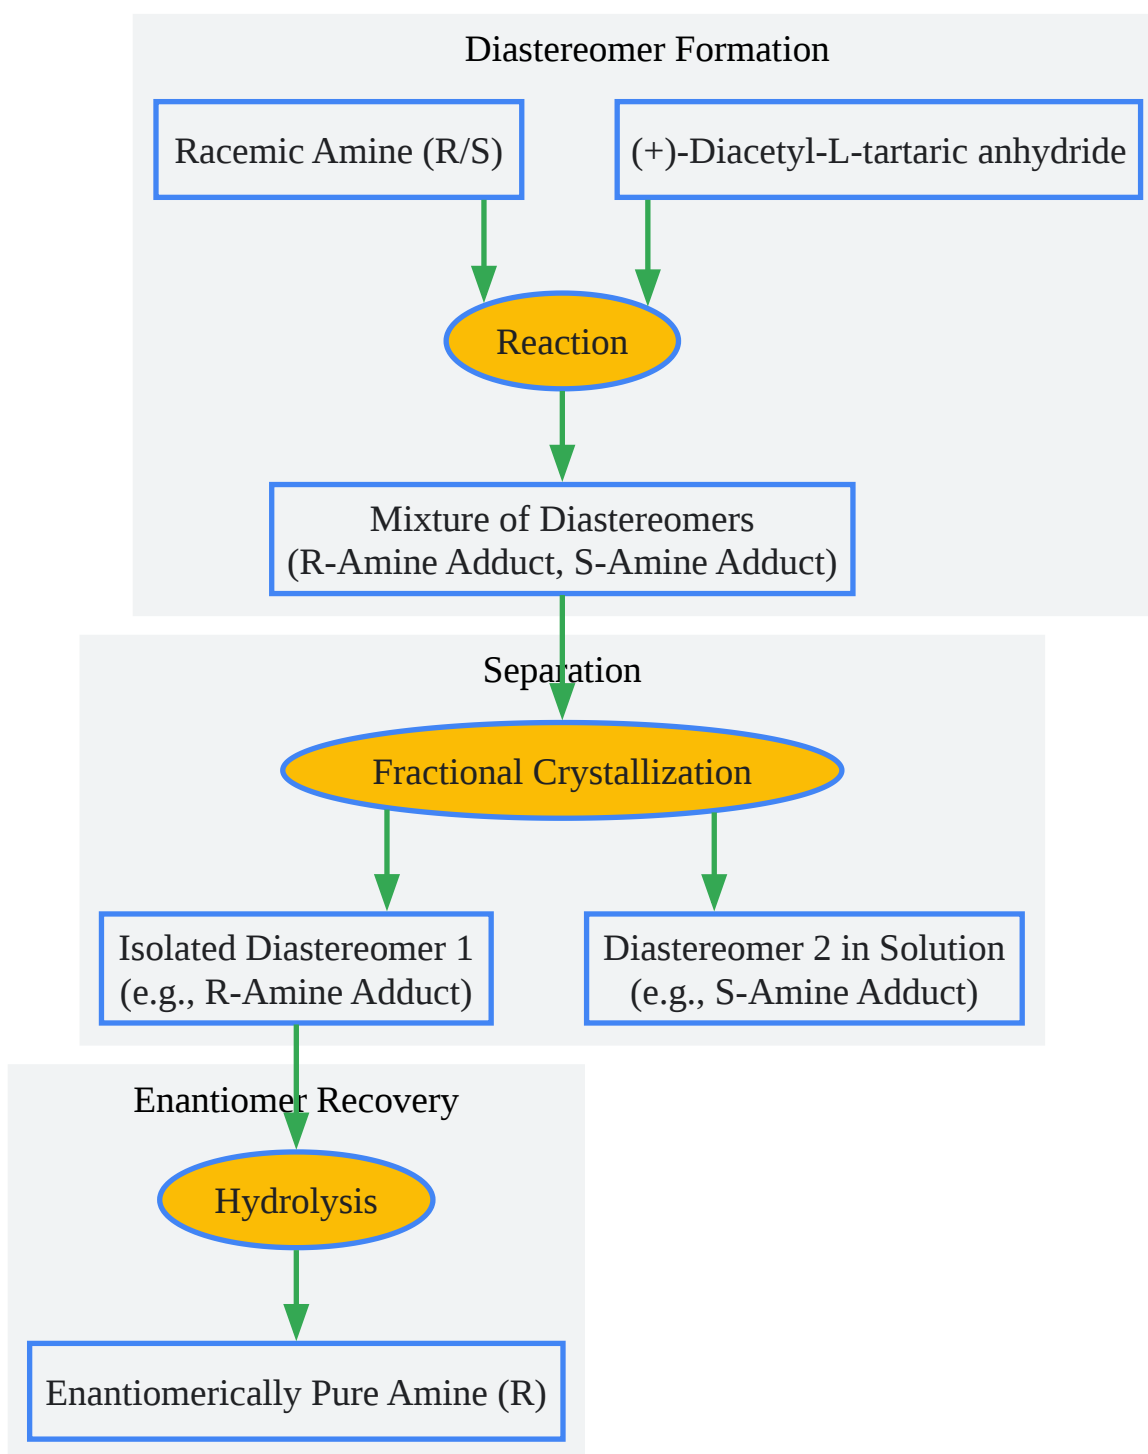 Diastereomer Formation
Racemic Amine (R/S)
(+)-Diacetyl-L-tartaric anhydride
Reaction
Mixture of Diastereomers
(R-Amine Adduct, S-Amine Adduct)
Separation
Fractional Crystallization
Isolated Diastereomer 1
(e.g., R-Amine Adduct)
Diastereomer 2 in Solution
(e.g., S-Amine Adduct)
Enantiomer Recovery
Hydrolysis
Enantiomerically Pure Amine (R)